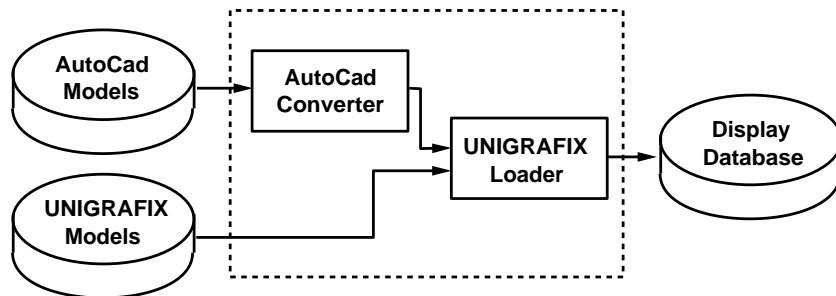 AutoCad
Models
AutoCad
Converter
UNIGRAFIX
Loader
Display
Database
UNIGRAFIX
Models